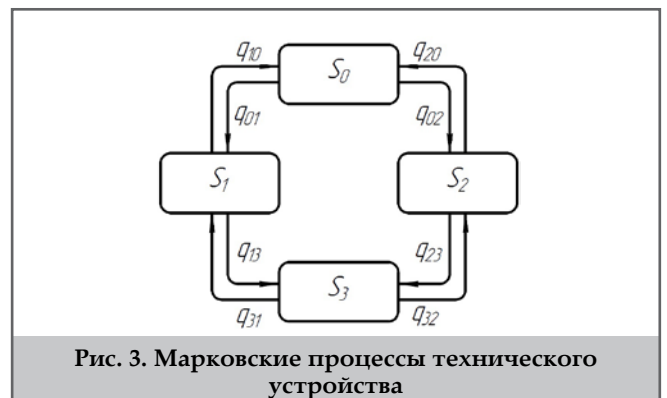 q10
S0
q20
q01
q02
S1
S2
q13
q23
S3
q31
q32
Рис. 3. Марковские процессы технического
устройства